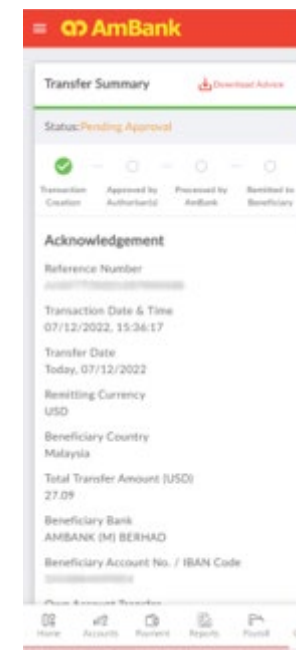 AmBank
Transfer Summary
Download Advice
Status:Pending Approval
Transaction Creation
Approved by Authoriser(s)
Processed by AmBank
Remitted to Beneficiary
Acknowledgement
Reference Number
Transaction Date & Time
07/12/2022, 15:36:17
Transfer Date
Today, 07/12/2022
Remitting Currency
USD
Beneficiary Country
Malaysia
Total Transfer Amount (USD)
27.09
Beneficiary Bank
AMBANK (M) BERHAD
Beneficiary Account No. / IBAN Code
Own Account Transfer
Home
Accounts
Payment
Reports
Payroll